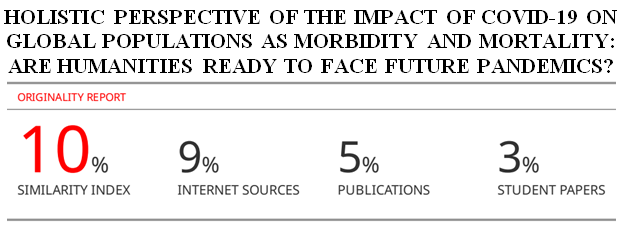 HOLISTIC PERSPECTIVE OF THE IMPACT OF COVID-19 ON
GLOBAL POPULATIONS AS MORBIDITY AND MORTALITY:
ARE HUMANITIES READY TO FACE FUTURE PANDEMICS?
ORIGINALITY REPORT
10% 9% 5% 3%
SIMILARITY INDEX INTERNET SOURCES PUBLICATIONS STUDENT PAPERS